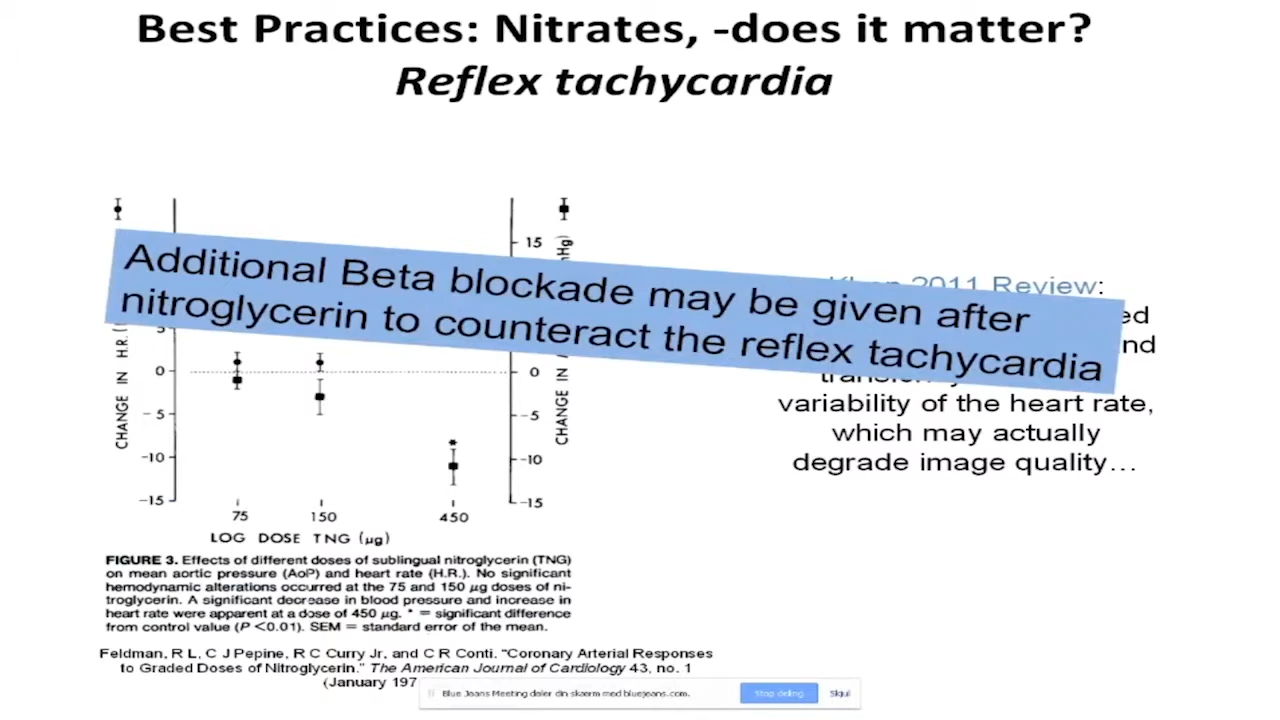 Best Practices: Nitrates, -does it matter?
Reflex tachycardia
15
Additional Beta blockade may be given after
nitroglycerin to counteract the reflex tachycardia
2011 Review:
variability of the heart rate,
which may actually
degrade image quality…
CHANGE IN H.R.
0
-5
-10
-15
CHANGE IN
0
-5
-10
-15
75 150 450
LOG DOSE TNG (µg)
FIGURE 3. Effects of different doses of sublingual nitroglycerin (TNG)
on mean aortic pressure (AoP) and heart rate (H.R.). No significant
hemodynamic alterations occurred at the 75 and 150 µg doses of ni-
troglycerin. A significant decrease in blood pressure and increase in
heart rate were apparent at a dose of 450 µg. * = significant difference
from control value (P <0.01). SEM = standard error of the mean.
Feldman, R L, C J Pepine, R C Curry Jr, and C R Conti. "Coronary Arterial Responses
to Graded Doses of Nitroglycerin." The American Journal of Cardiology 43, no. 1
(January 197
Blue Jeans Meeting deler din skærm med bluejeans.com.
Stop deling
Skjul